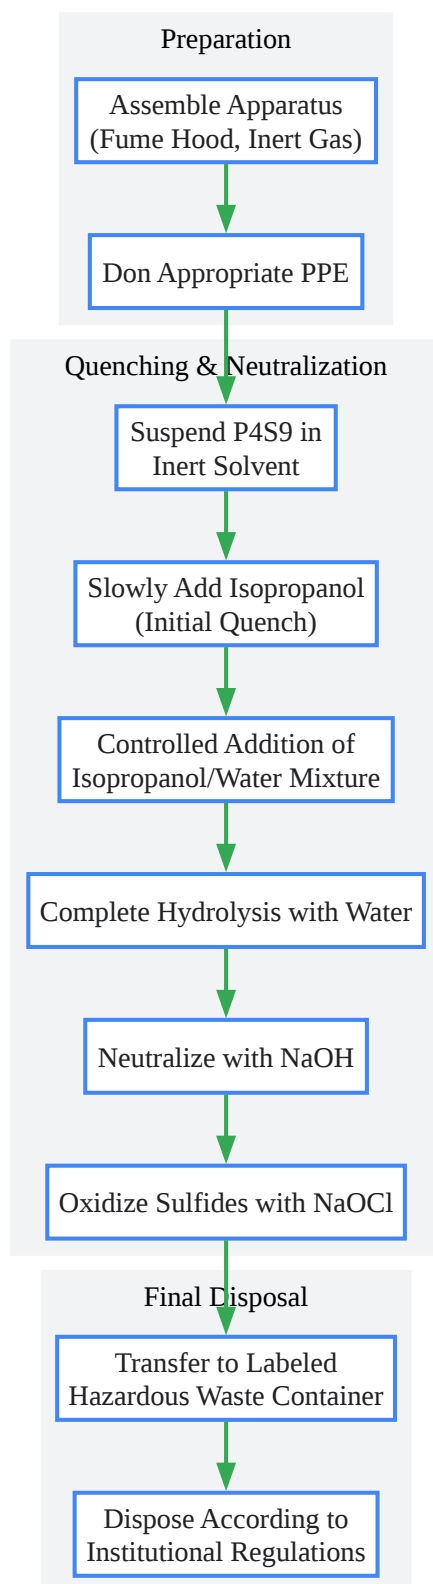 Preparation
Assemble Apparatus
(Fume Hood, Inert Gas)
Don Appropriate PPE
Quenching & Neutralization
Suspend P4S9 in
Inert Solvent
Slowly Add Isopropanol
(Initial Quench)
Controlled Addition of
Isopropanol/Water Mixture
Complete Hydrolysis with Water
Neutralize with NaOH
Oxidize Sulfides with NaOCl
Final Disposal
Transfer to Labeled
Hazardous Waste Container
Dispose According to
Institutional Regulations